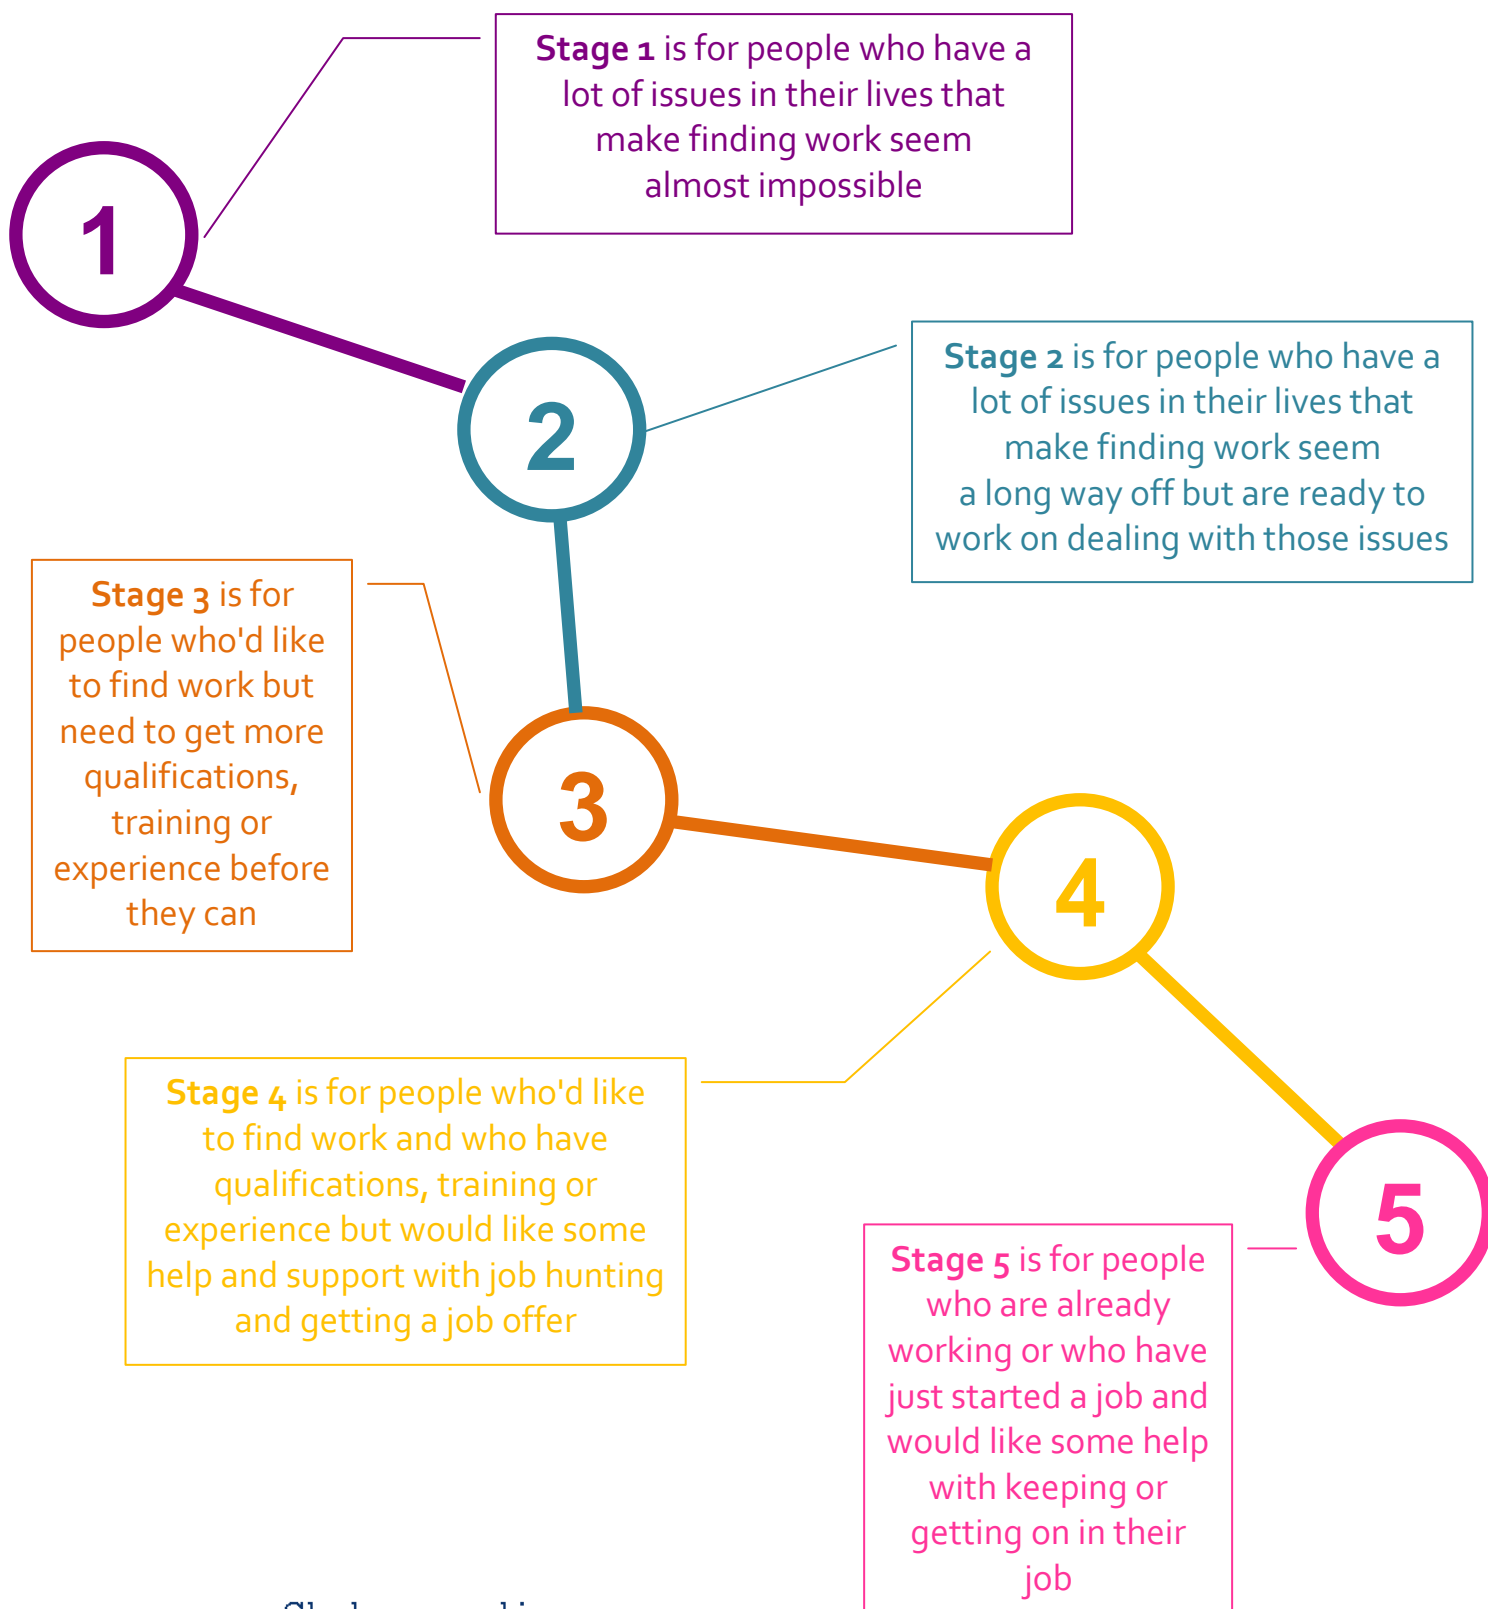 Stage 1 is for people who have a
lot of issues in their lives that
make finding work seem
almost impossible
1
2
Stage 2 is for people who have a
lot of issues in their lives that
make finding work seem
a long way off but are ready to
work on dealing with those issues
Stage 3 is for
people who'd like
to find work but
need to get more
qualifications,
training or
experience before
they can
3
4
Stage 4 is for people who'd like
to find work and who have
qualifications, training or
experience but would like some
help and support with job hunting
and getting a job offer
5
Stage 5 is for people
who are already
working or who have
just started a job and
would like some help
with keeping or
getting on in their
job